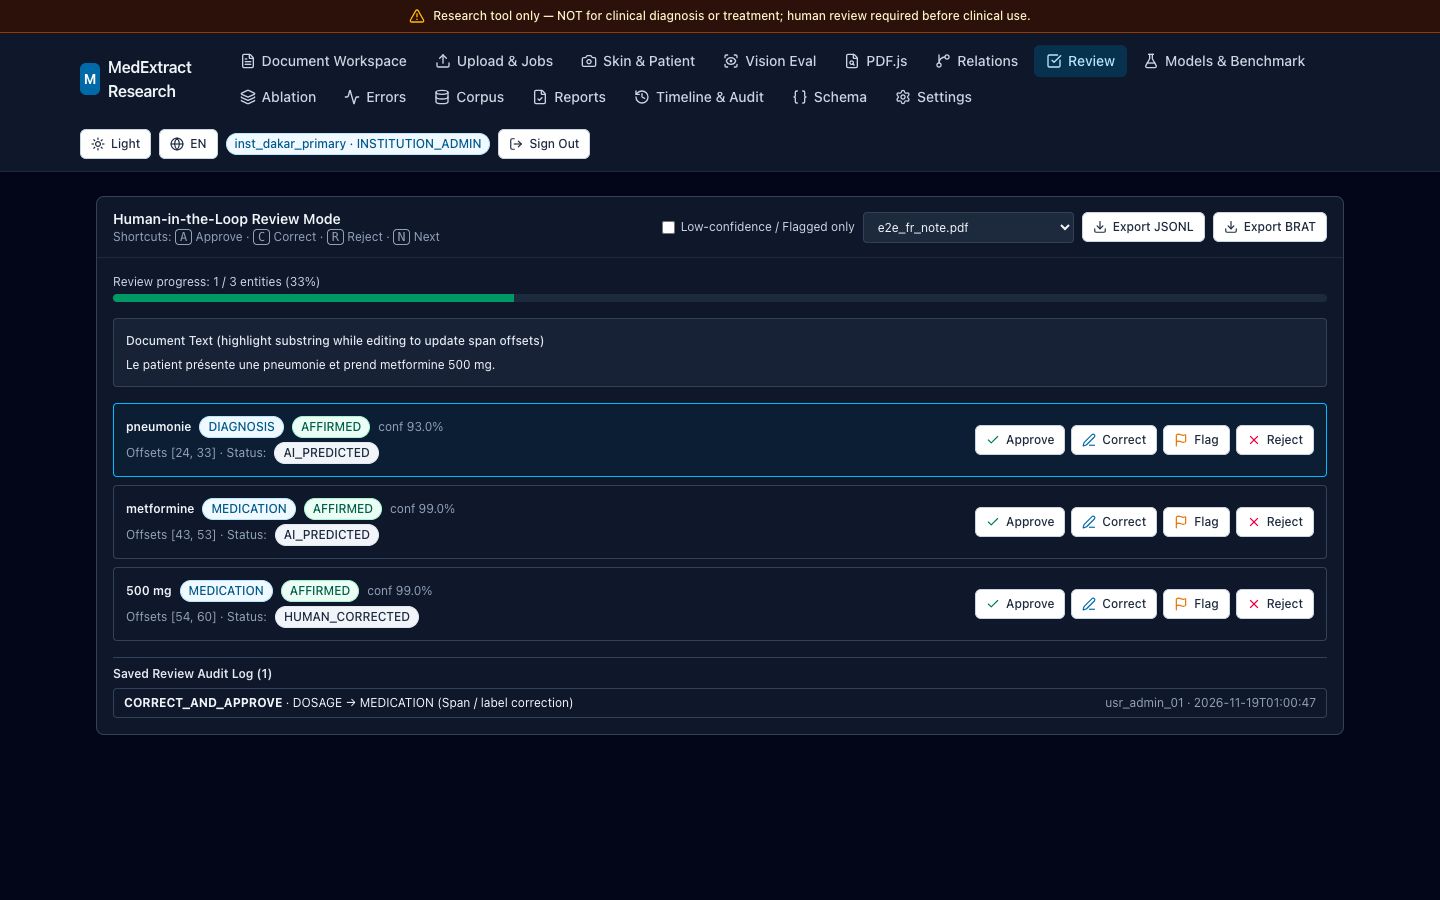 Research tool only — NOT for clinical diagnosis or treatment; human review required before clinical use.
M
MedExtract Research
Document Workspace
Upload & Jobs
Skin & Patient
Vision Eval
PDF.js
Relations
Review
Models & Benchmark
Ablation
Errors
Corpus
Reports
Timeline & Audit
Schema
Settings
Light
EN
inst_dakar_primary · INSTITUTION_ADMIN
Sign Out
Human-in-the-Loop Review Mode
Shortcuts: A Approve · C Correct · R Reject · N Next
Low-confidence / Flagged only
e2e_fr_note.pdf
Export JSONL
Export BRAT
Review progress: 1 / 3 entities (33%)
Document Text (highlight substring while editing to update span offsets)
Le patient présente une pneumonie et prend metformine 500 mg.
pneumonie DIAGNOSIS AFFIRMED conf 93.0%
Offsets [24, 33] · Status: AI_PREDICTED
Approve Correct Flag Reject
metformine MEDICATION AFFIRMED conf 99.0%
Offsets [43, 53] · Status: AI_PREDICTED
Approve Correct Flag Reject
500 mg MEDICATION AFFIRMED conf 99.0%
Offsets [54, 60] · Status: HUMAN_CORRECTED
Approve Correct Flag Reject
Saved Review Audit Log (1)
CORRECT_AND_APPROVE · DOSAGE → MEDICATION (Span / label correction)
usr_admin_01 · 2026-11-19T01:00:47